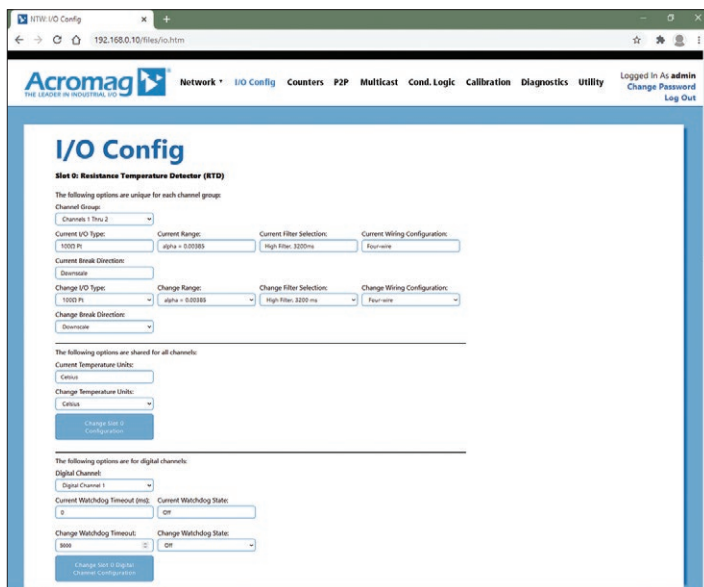 NTW: I/O Config
192.168.0.10/files/io.htm
Acromag
THE LEADER IN INDUSTRIAL I/O
Network I/O Config Counters P2P Multicast Cond. Logic Calibration Diagnostics Utility
Logged In As admin
Change Password
Log Out
I/O Config
Slot 0: Resistance Temperature Detector (RTD)
The following options are unique for each channel group:
Channel Group:
Channels 1 Thru 2
Current I/O Type: Current Range: Current Filter Selection: Current Wiring Configuration:
100Ω Pt alpha = 0.00385 High Filter, 3200ms Four-wire
Current Break Direction:
Downscale
Change I/O Type: Change Range: Change Filter Selection: Change Wiring Configuration:
100Ω Pt alpha = 0.00385 High Filter, 3200 ms Four-wire
Change Break Direction:
Downscale
The following options are shared for all channels:
Current Temperature Units:
Celsius
Change Temperature Units:
Celsius
Change Slot 0
Configuration
The following options are for digital channels:
Digital Channel:
Digital Channel 1
Current Watchdog Timeout (ms): Current Watchdog State:
0 Off
Change Watchdog Timeout: Change Watchdog State:
5000 Off
Change Slot 0 Digital
Channel Configuration